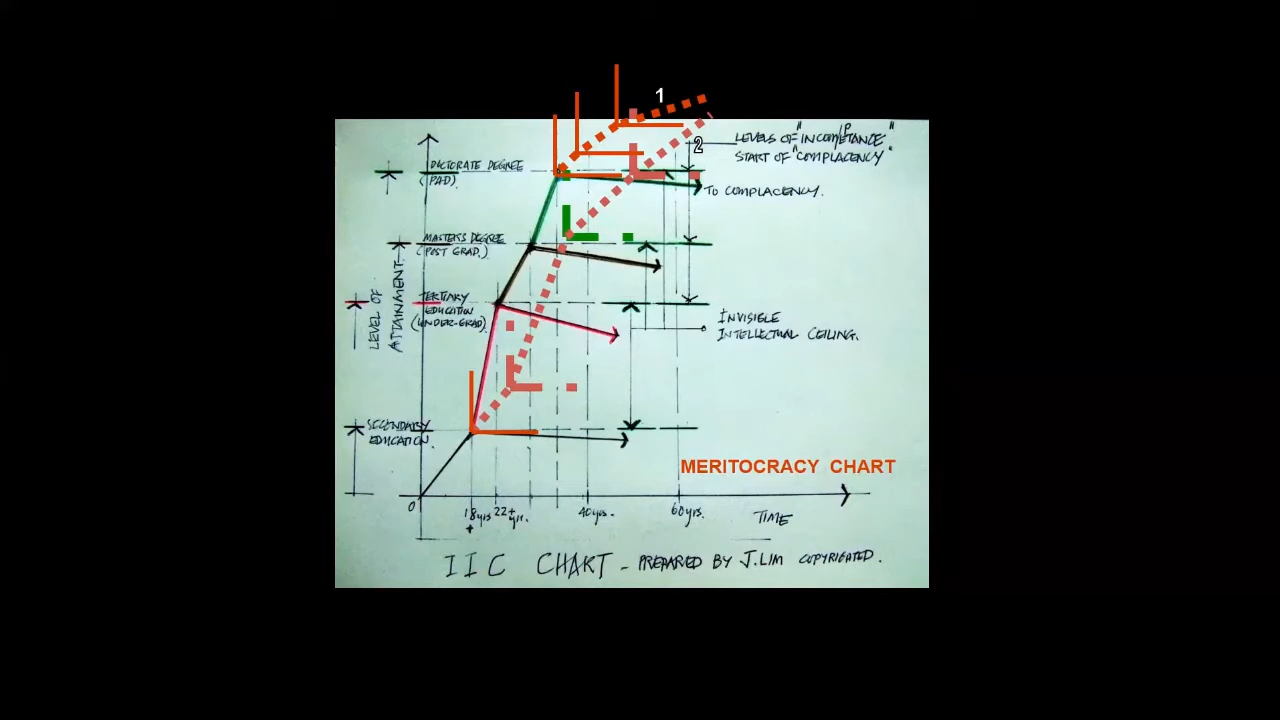 1
2
LEVELS OF "INCOMPETANCE"
START OF "COMPLACENCY"
DOCTORATE DEGREE
(PhD).
TO COMPLACENCY.
MASTERS DEGREE
(POST GRAD.)
LEVEL OF
ATTAINMENT.
TERTIARY
EDUCATION
(UNDER-GRAD).
INVISIBLE
INTELLECTUAL CEILING.
SECONDARY
EDUCATION.
MERITOCRACY CHART
0
18yrs
+
22+
yrs.
40yrs.
60yrs.
TIME
IIC CHART - PREPARED BY J.LIM COPYRIGHTED.